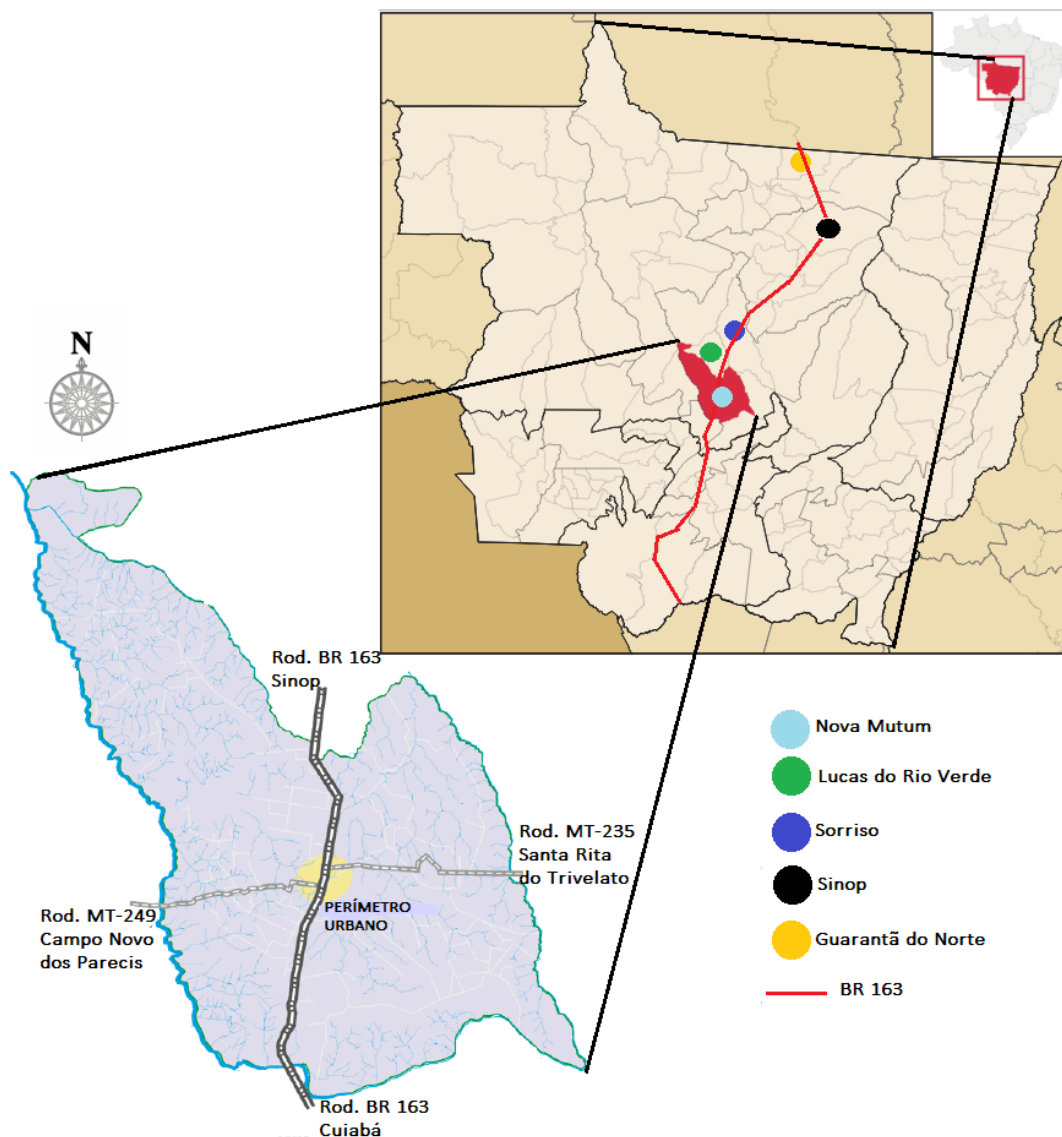 N
Rod. BR 163
Sinop
Rod. MT-235
Santa Rita
do Trivelato
PERÍMETRO
URBANO
Rod. MT-249
Campo Novo
dos Parecis
Rod. BR 163
Cuiabá
Nova Mutum
Lucas do Rio Verde
Sorriso
Sinop
Guarantã do Norte
BR 163